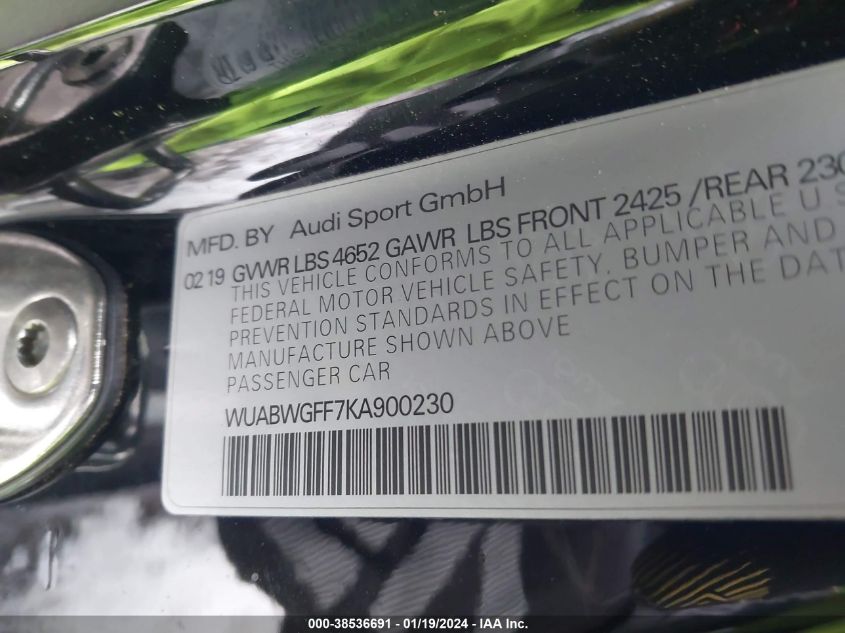 MFD. BY Audi Sport GmbH
02 19 GVWR LBS 4652 GAWR LBS FRONT 2425 /REAR 230
THIS VEHICLE CONFORMS TO ALL APPLICABLE U S
FEDERAL MOTOR VEHICLE SAFETY, BUMPER AND
PREVENTION STANDARDS IN EFFECT ON THE DATE
MANUFACTURE SHOWN ABOVE
PASSENGER CAR
WUABWGFF7KA900230
000-38536691 - 01/19/2024 - IAA Inc.